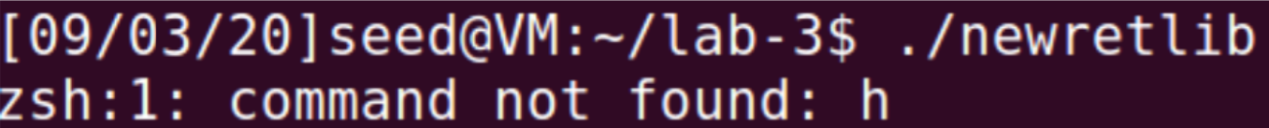 [09/03/20]seed@VM:~/lab-3$ ./newretlib
zsh:1: command not found: h